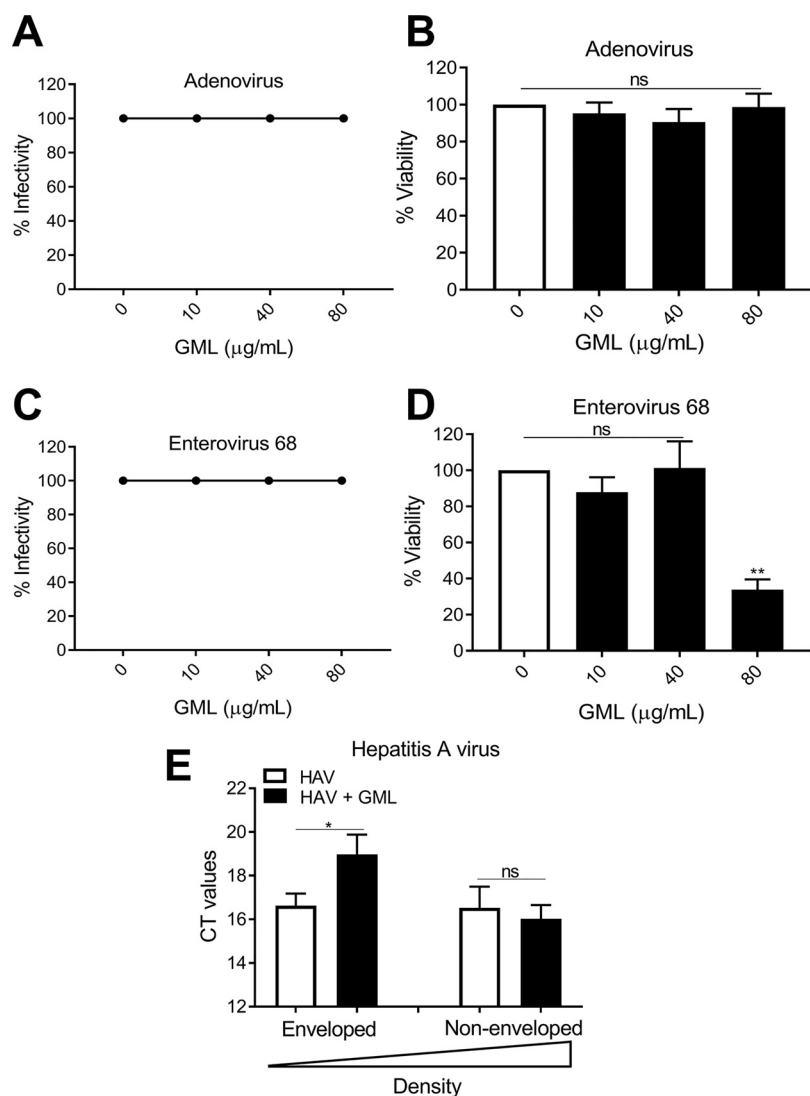 A
Adenovirus
% Infectivity
120
100
80
60
40
20
0
0 10 40 80
GML (μg/mL)
B
Adenovirus
% Viability
120
100
80
60
40
20
0
ns
0 10 40 80
GML (μg/mL)
C
Enterovirus 68
% Infectivity
120
100
80
60
40
20
0
0 10 40 80
GML (μg/mL)
D
Enterovirus 68
% Viability
120
100
80
60
40
20
0
ns
**
0 10 40 80
GML (μg/mL)
E
Hepatitis A virus
HAV
HAV + GML
CT values
22
20
18
16
14
12
*
ns
Enveloped Non-enveloped
Density